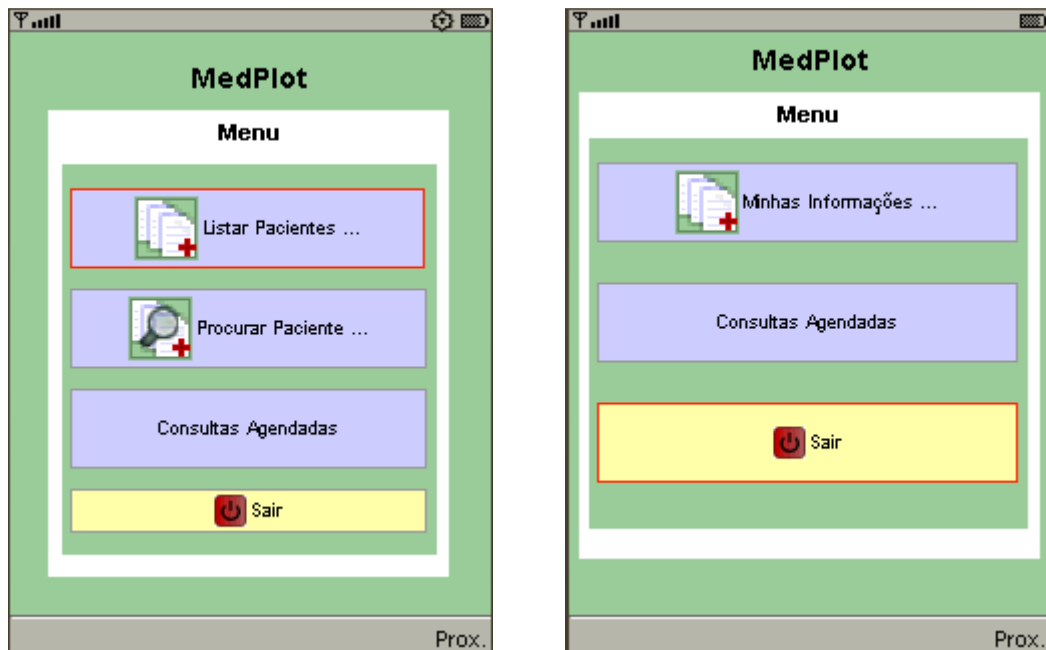 MedPlot
Menu
Listar Pacientes ...
Procurar Paciente ...
Consultas Agendadas
Sair
Prox.
MedPlot
Menu
Minhas Informações ...
Consultas Agendadas
Sair
Prox.